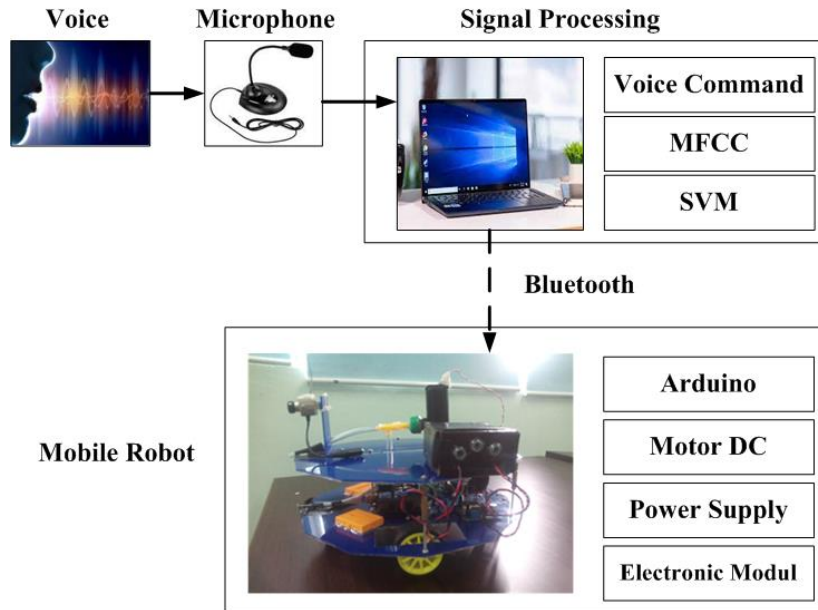 Voice
Microphone
Signal Processing
Voice Command
MFCC
SVM
Bluetooth
Mobile Robot
Arduino
Motor DC
Power Supply
Electronic Modul